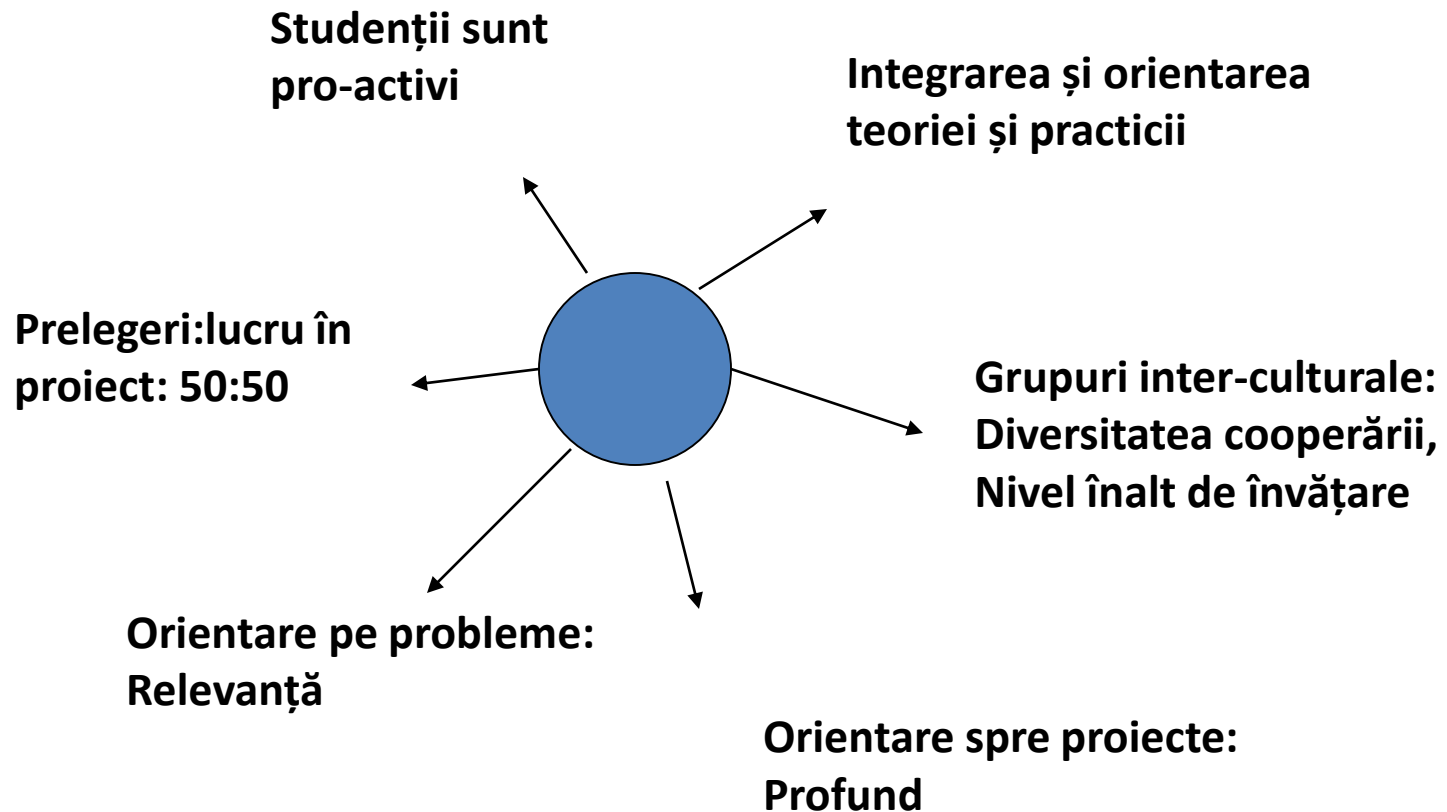 Studenții sunt
pro-activi
Integrarea și orientarea
teoriei și practicii
Prelegeri:lucru în
proiect: 50:50
Grupuri inter-culturale:
Diversitatea cooperării,
Nivel înalt de învățare
Orientare pe probleme:
Relevanță
Orientare spre proiecte:
Profund